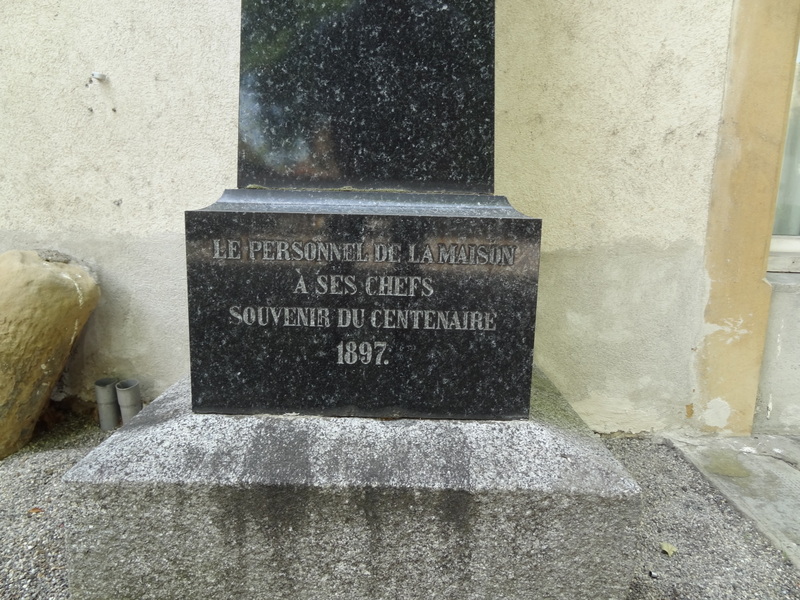 LE PERSONNEL DE LA MAISON
À SES CHEFS
SOUVENIR DU CENTENAIRE
1897.